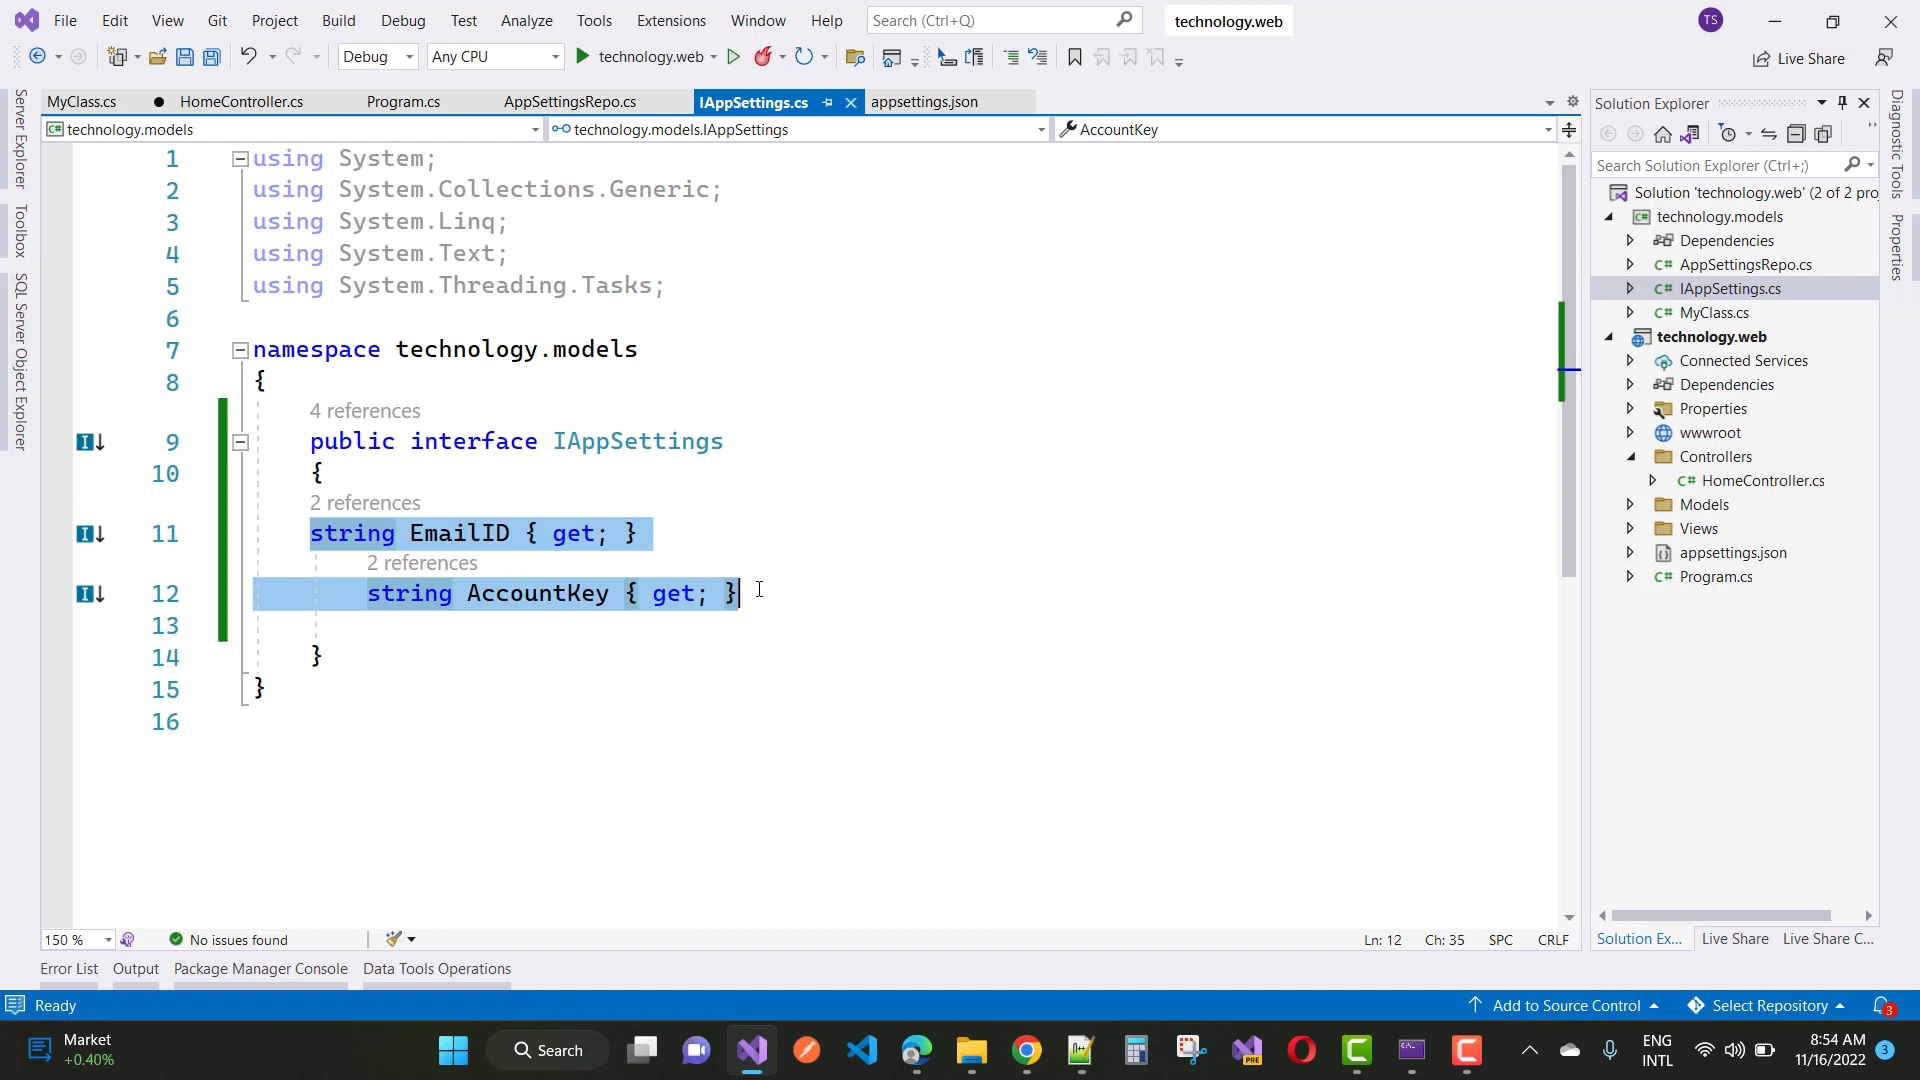 File Edit View Git Project Build Debug Test Analyze Tools Extensions Window Help Search (Ctrl+Q) technology.web TS
Debug Any CPU technology.web Live Share
MyClass.cs HomeController.cs Program.cs AppSettingsRepo.cs IAppSettings.cs appsettings.json
technology.models technology.models.IAppSettings AccountKey
Server Explorer
Toolbox
SQL Server Object Explorer
1 using System;
2 using System.Collections.Generic;
3 using System.Linq;
4 using System.Text;
5 using System.Threading.Tasks;
6
7 namespace technology.models
8 {
4 references
9 public interface IAppSettings
10 {
2 references
11 string EmailID { get; }
2 references
12 string AccountKey { get; }
13
14 }
15 }
16
150 % No issues found Ln: 12 Ch: 35 SPC CRLF
Solution Explorer
Search Solution Explorer (Ctrl+;)
Solution 'technology.web' (2 of 2 proj
technology.models
Dependencies
C# AppSettingsRepo.cs
C# IAppSettings.cs
C# MyClass.cs
technology.web
Connected Services
Dependencies
Properties
wwwroot
Controllers
C# HomeController.cs
Models
Views
appsettings.json
C# Program.cs
Solution Ex... Live Share Live Share C...
Diagnostic Tools
Properties
Error List Output Package Manager Console Data Tools Operations
Ready Add to Source Control Select Repository 3
Market
+0.40%
Search
PRE
ENG
INTL
8:54 AM
11/16/2022
3